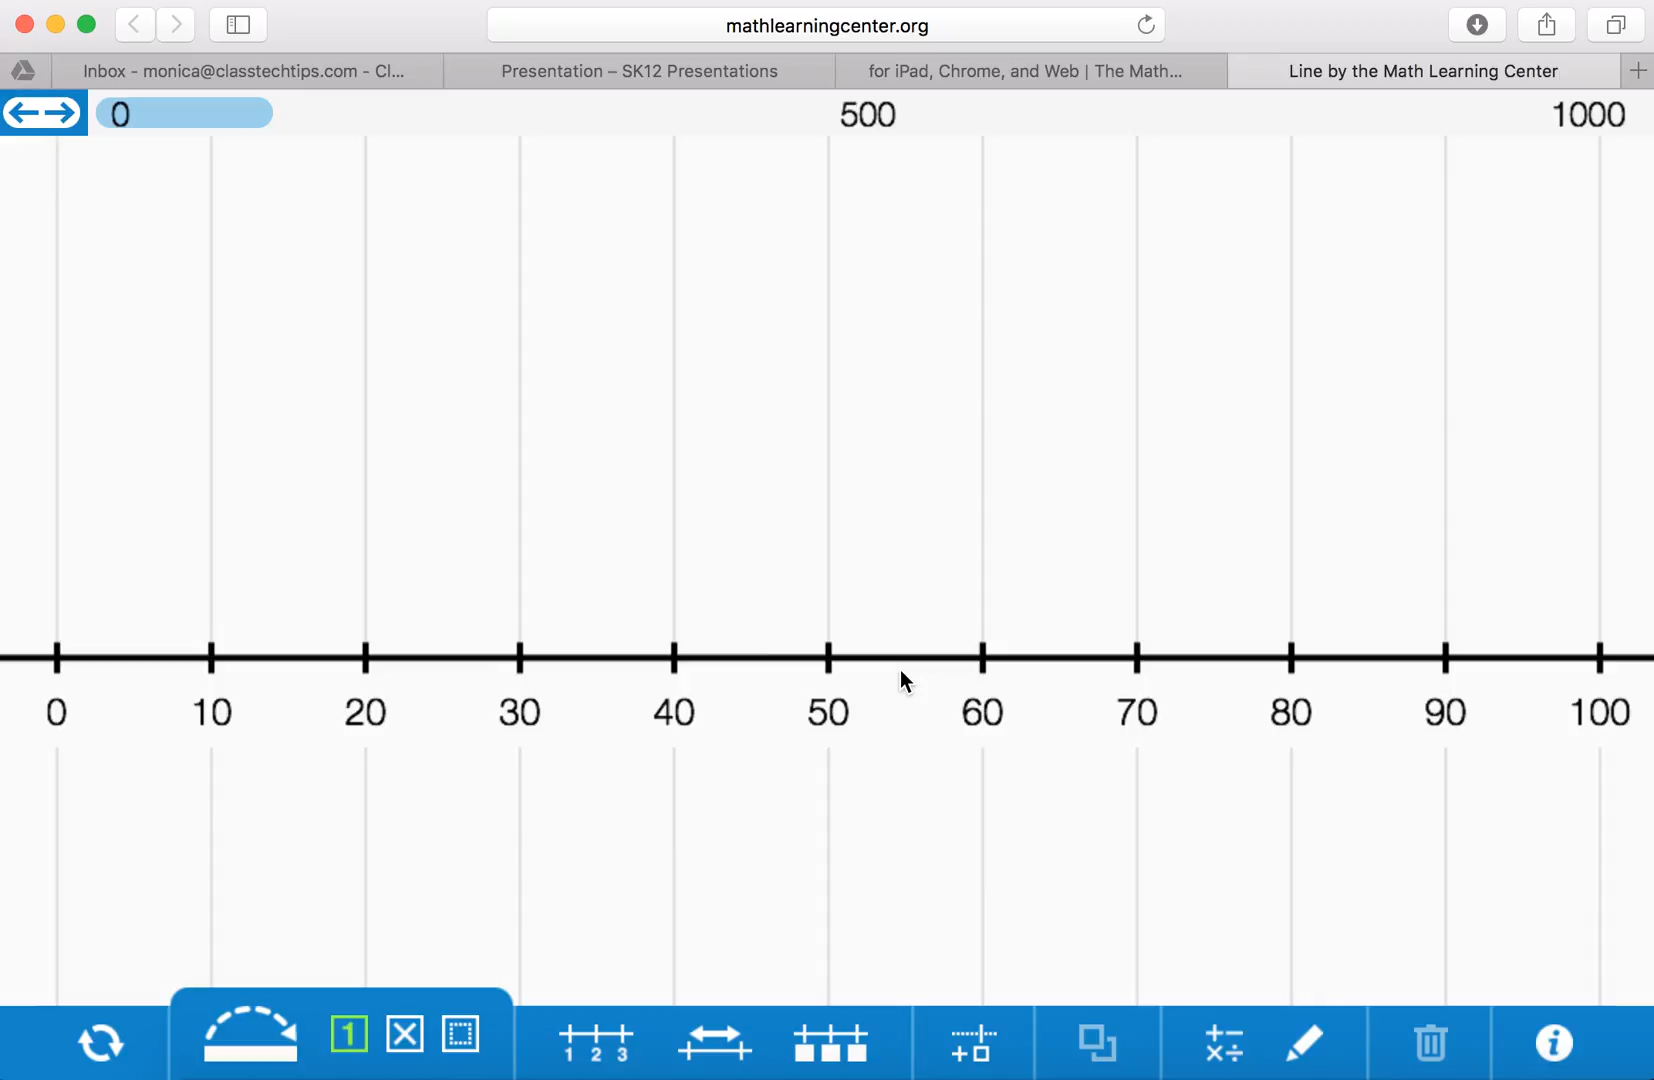 mathlearningcenter.org
Inbox - monica@classtechtips.com - Cl...
Presentation – SK12 Presentations
for iPad, Chrome, and Web | The Math...
Line by the Math Learning Center
0 500 1000
0 10 20 30 40 50 60 70 80 90 100
1
1 2 3